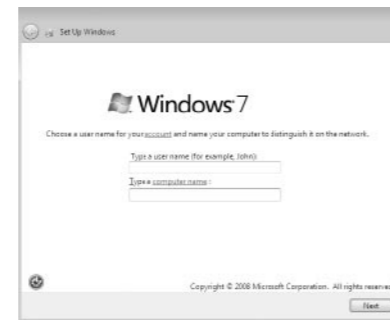 Set Up Windows
Windows 7
Choose a user name for your account and name your computer to distinguish it on the network.
Type a user name (for example, John):
Type a computer name :
Copyright © 2008 Microsoft Corporation. All rights reserve
Next